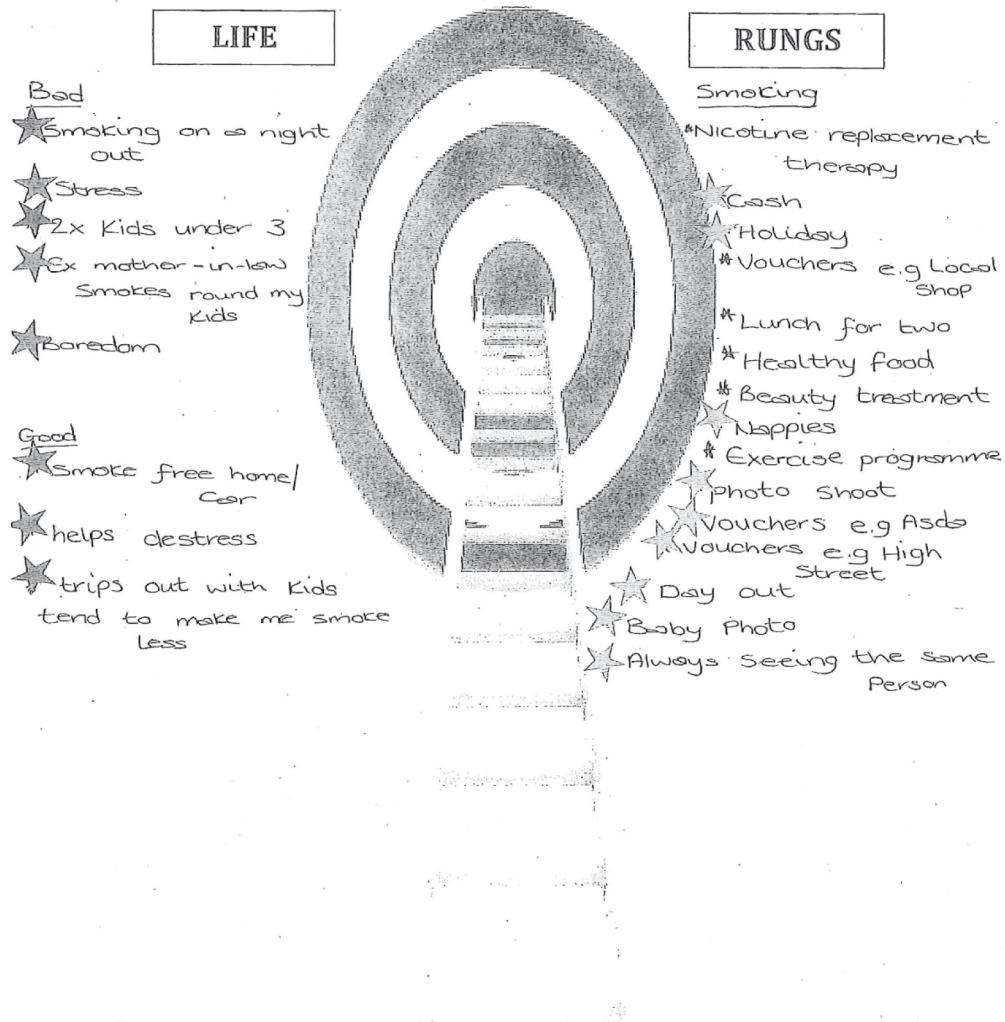 LIFE
Bad
Smoking on a night
out
Stress
2x Kids under 3
Ex mother-in-law
Smokes round my
Kids
Boredom
Good
Smoke free home/
Car
helps destress
trips out with Kids
tend to make me smoke
Less
RUNGS
Smoking
*Nicotine replacement
therapy
Cash
Holiday
*Vouchers e.g Local
Shop
*Lunch for two
*Healthy food
*Beauty treatment
Nappies
*Exercise programme
Photo Shoot
Vouchers e.g Asda
Vouchers e.g High
Street
Day out
Baby Photo
Always Seeing the same
Person